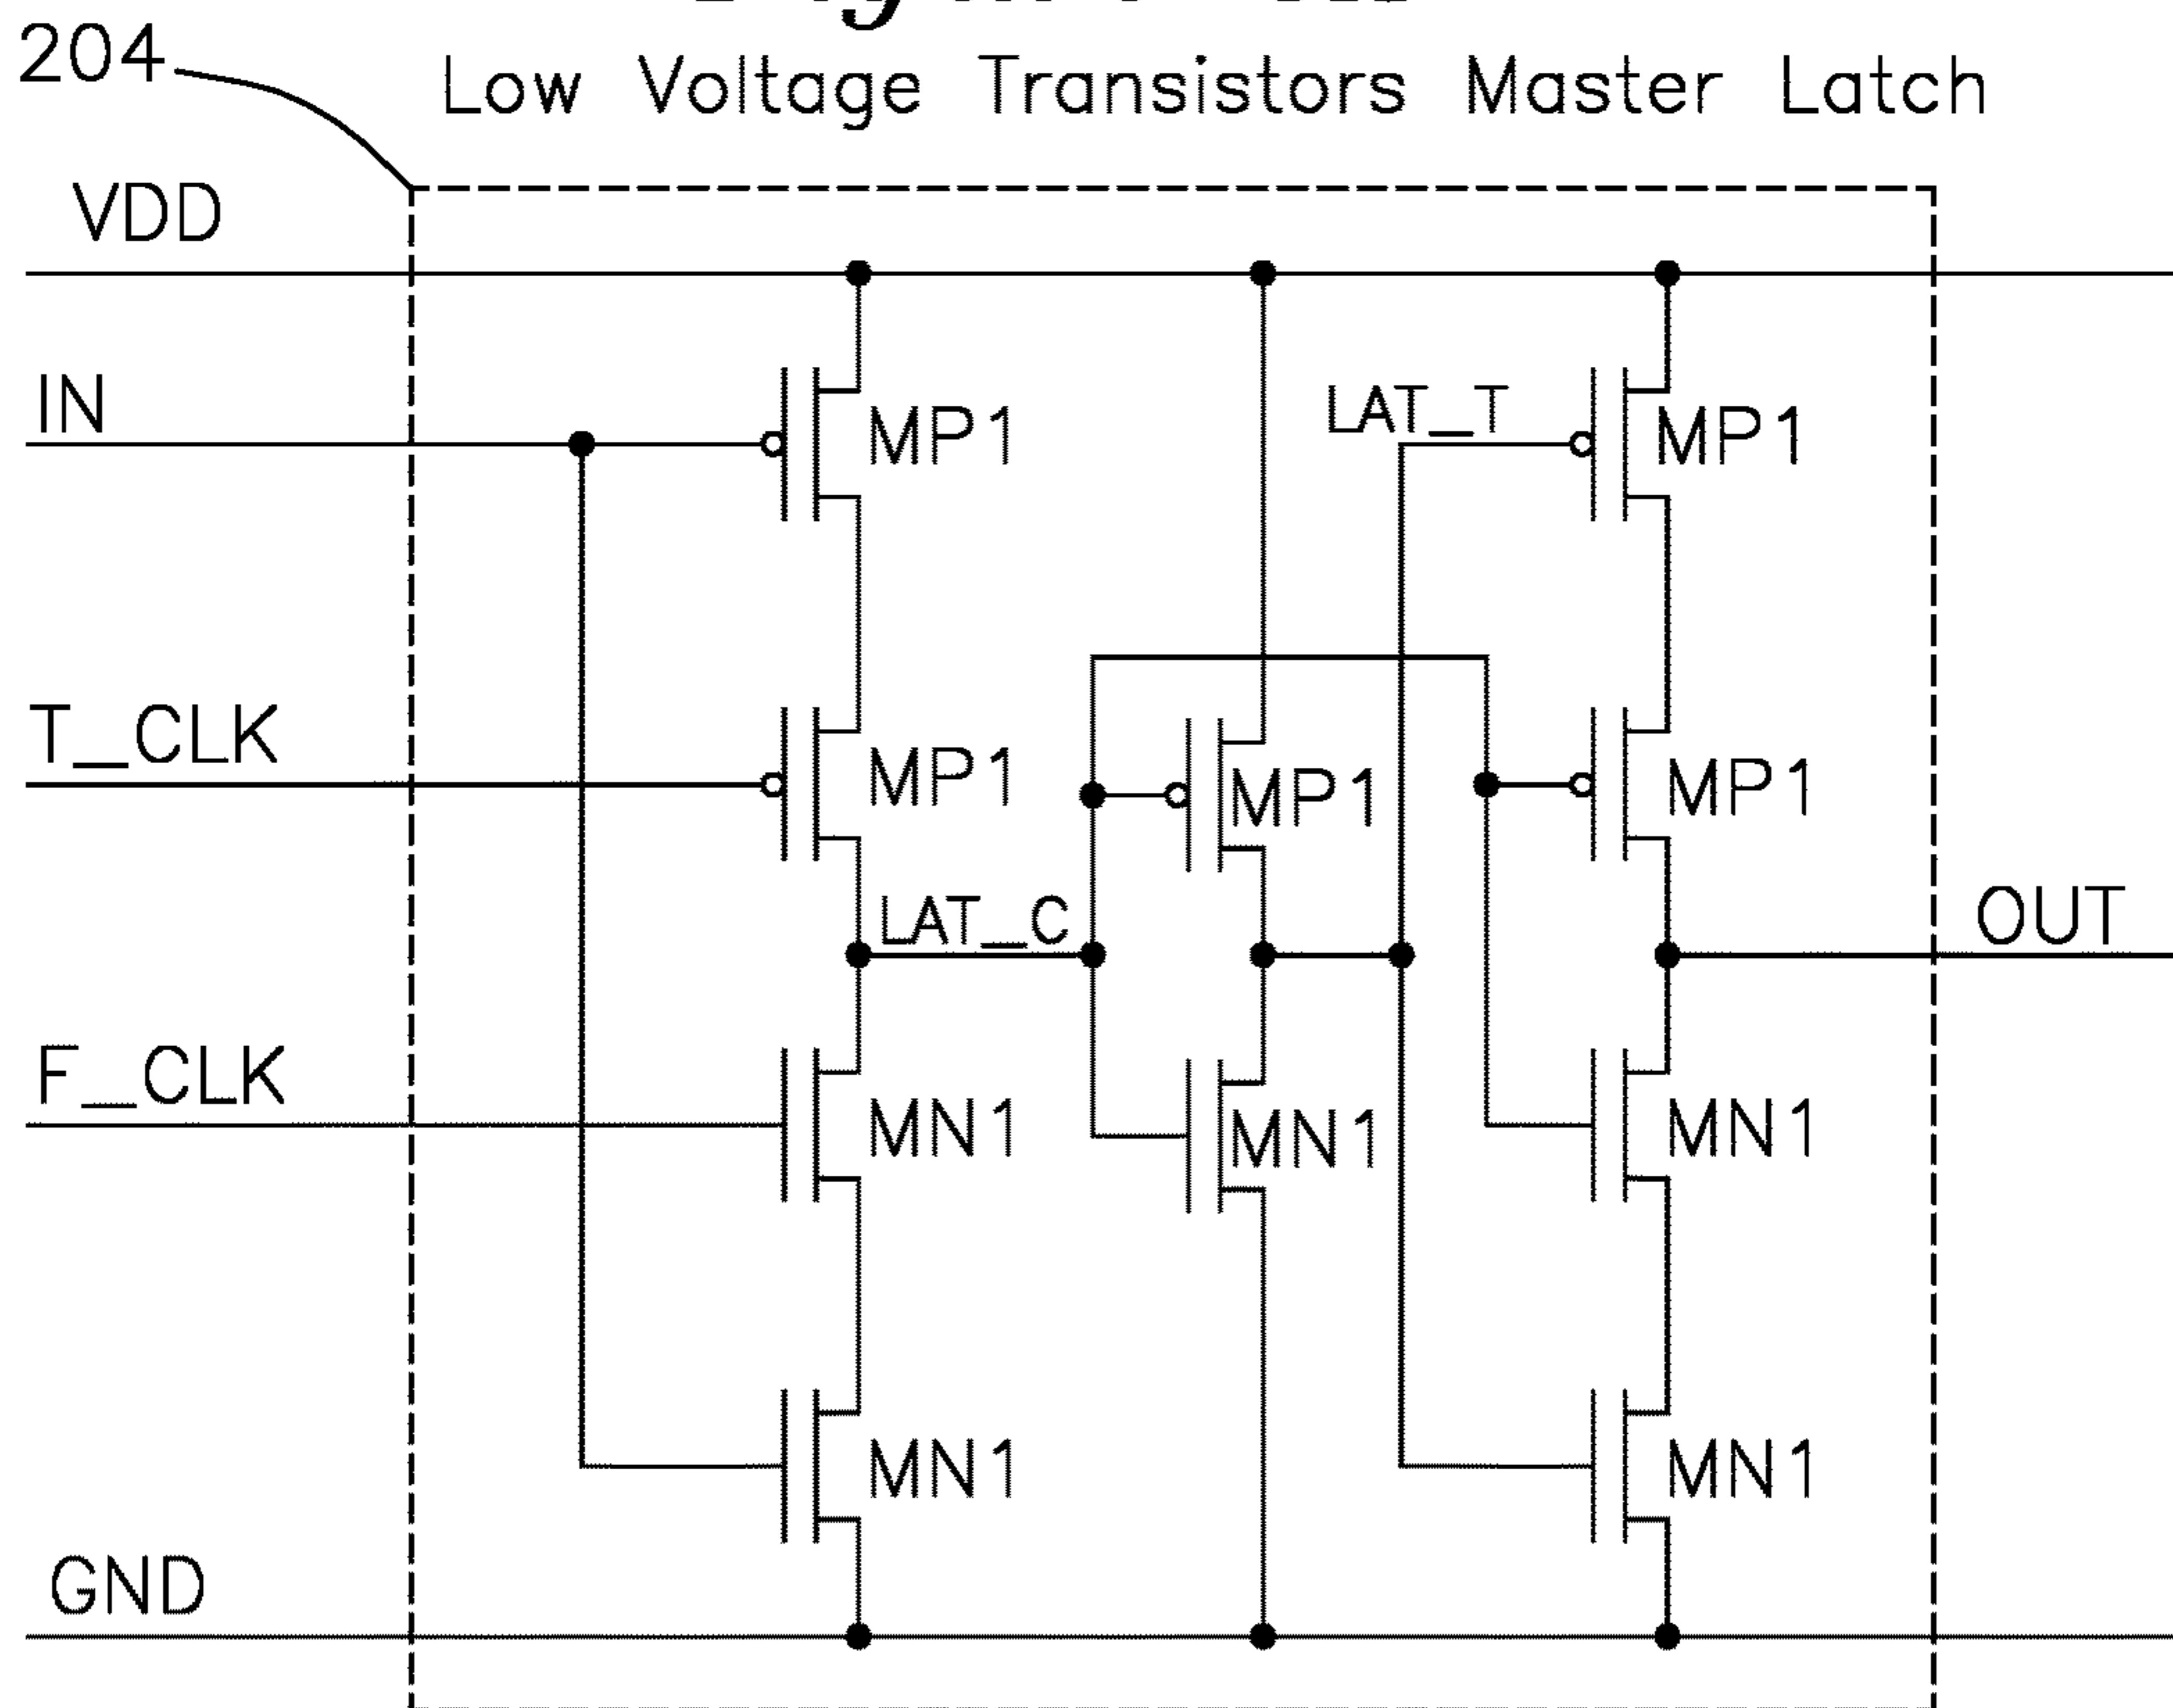 204
Low Voltage Transistors Master Latch
VDD
IN
MP1
LAT_T
MP1
T_CLK
MP1
MP1
MP1
LAT_C
OUT
F_CLK
MN1
MN1
MN1
MN1
MN1
GND